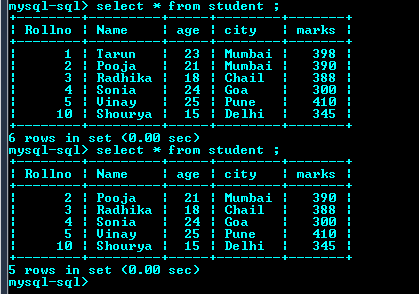 mysql-sql> select * from student ;
+--------+---------+------+--------+-------+
| Rollno | Name    | age  | city   | marks |
+--------+---------+------+--------+-------+
|      1 | Tarun   |   23 | Mumbai |   398 |
|      2 | Pooja   |   21 | Mumbai |   390 |
|      3 | Radhika |   18 | Chail  |   388 |
|      4 | Sonia   |   24 | Goa    |   300 |
|      5 | Vinay   |   25 | Pune   |   410 |
|     10 | Shourya |   15 | Delhi  |   345 |
+--------+---------+------+--------+-------+
6 rows in set (0.00 sec)
mysql-sql> select * from student ;
+--------+---------+------+--------+-------+
| Rollno | Name    | age  | city   | marks |
+--------+---------+------+--------+-------+
|      2 | Pooja   |   21 | Mumbai |   390 |
|      3 | Radhika |   18 | Chail  |   388 |
|      4 | Sonia   |   24 | Goa    |   300 |
|      5 | Vinay   |   25 | Pune   |   410 |
|     10 | Shourya |   15 | Delhi  |   345 |
+--------+---------+------+--------+-------+
5 rows in set (0.00 sec)
mysql-sql>